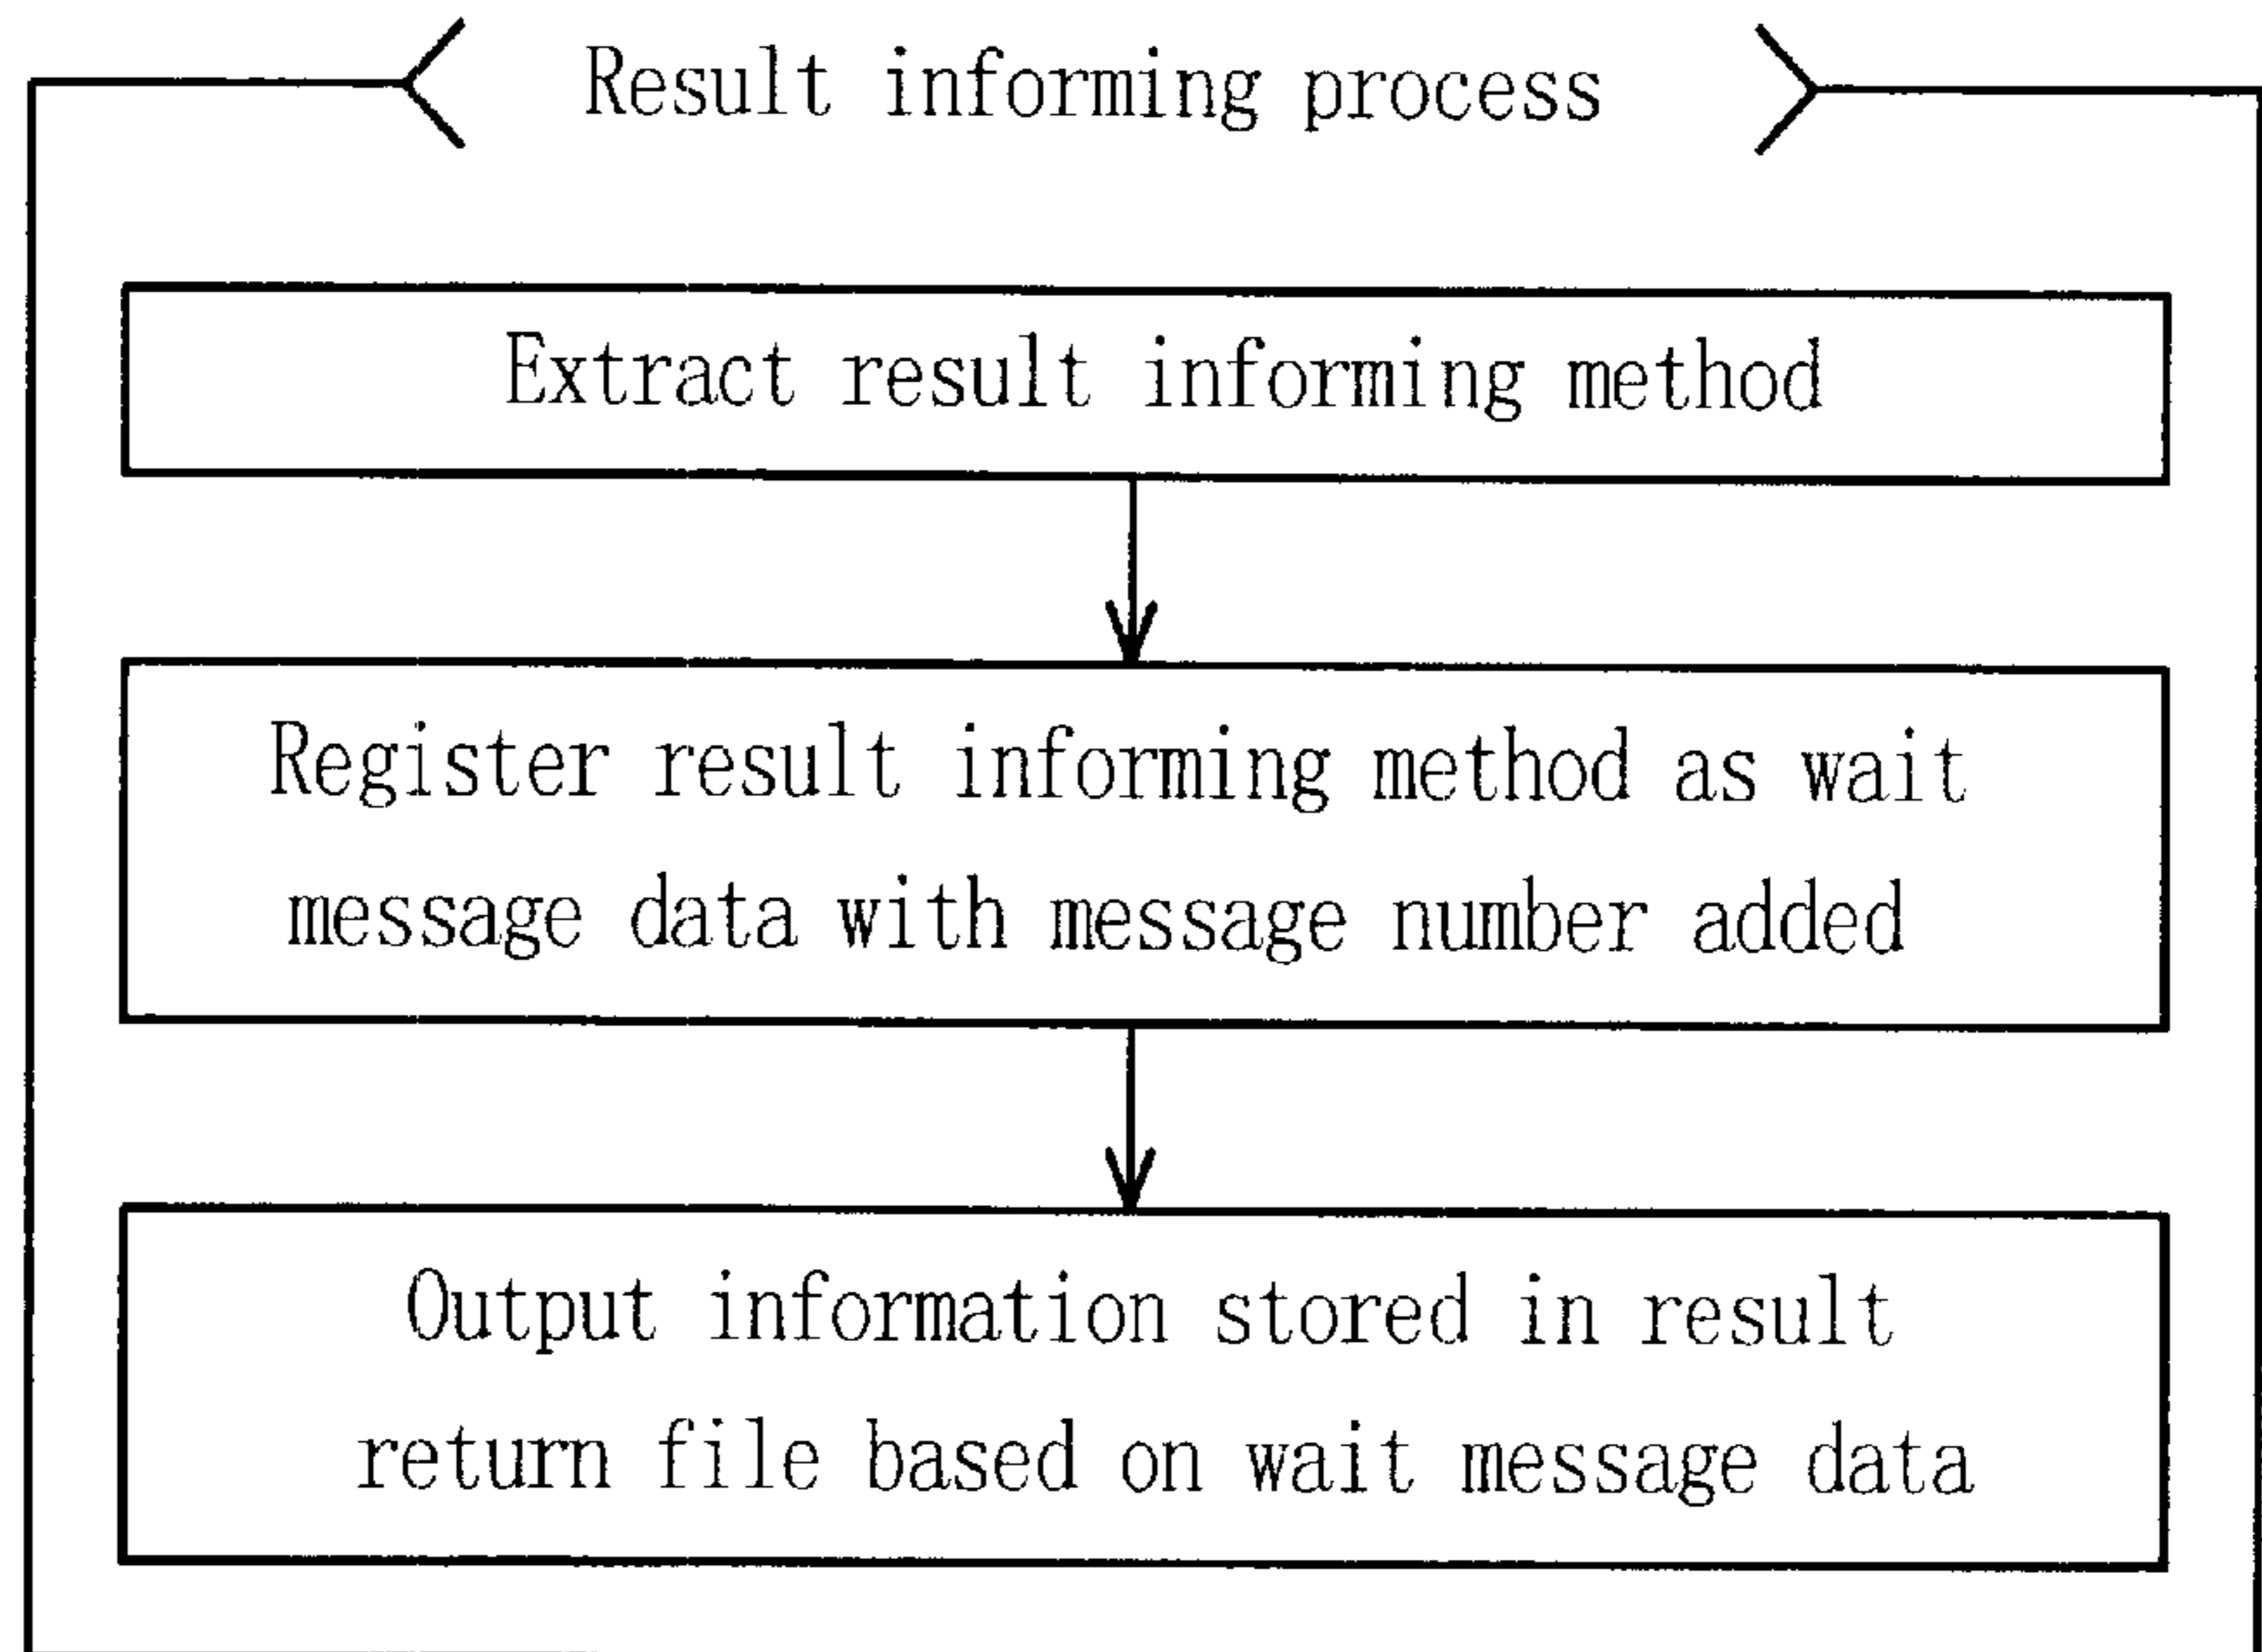 Result informing process
Extract result informing method
Register result informing method as wait
message data with message number added
Output information stored in result
return file based on wait message data